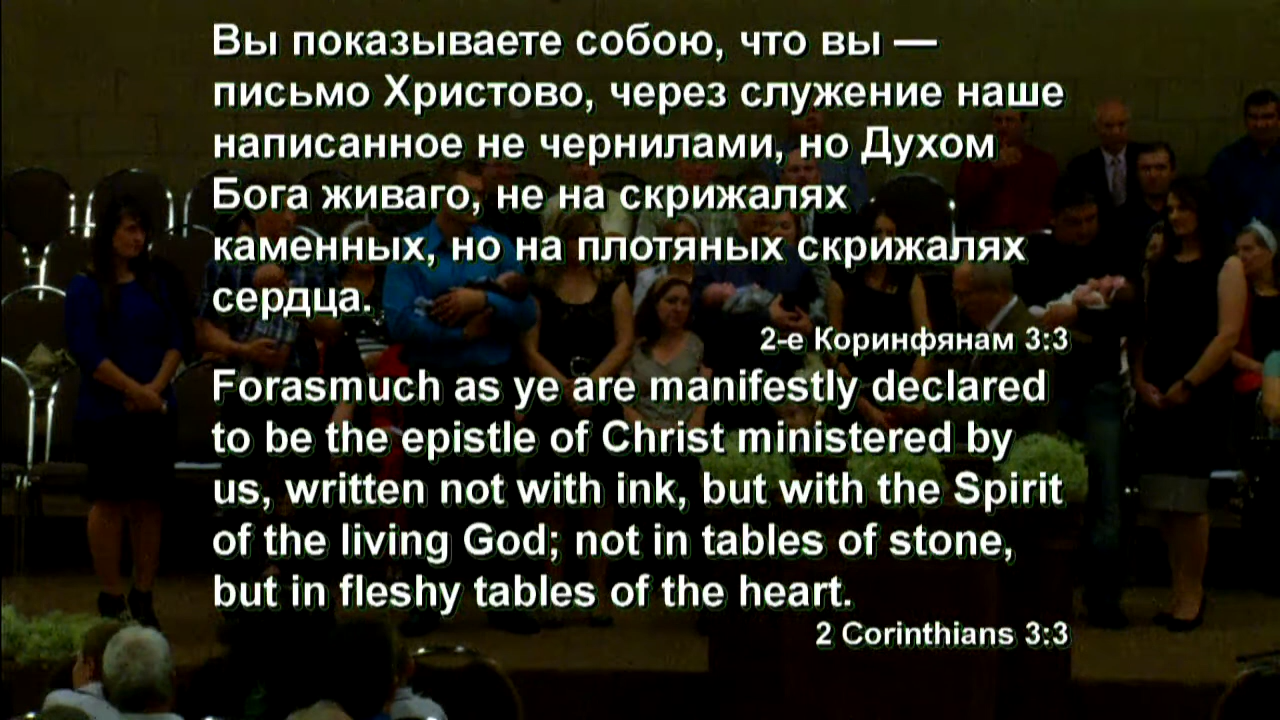 Вы показываете собою, что вы —
письмо Христово, через служение наше
написанное не чернилами, но Духом
Бога живаго, не на скрижалях
каменных, но на плотяных скрижалях
сердца.
2-е Коринфянам 3:3
Forasmuch as ye are manifestly declared
to be the epistle of Christ ministered by
us, written not with ink, but with the Spirit
of the living God; not in tables of stone,
but in fleshy tables of the heart.
2 Corinthians 3:3